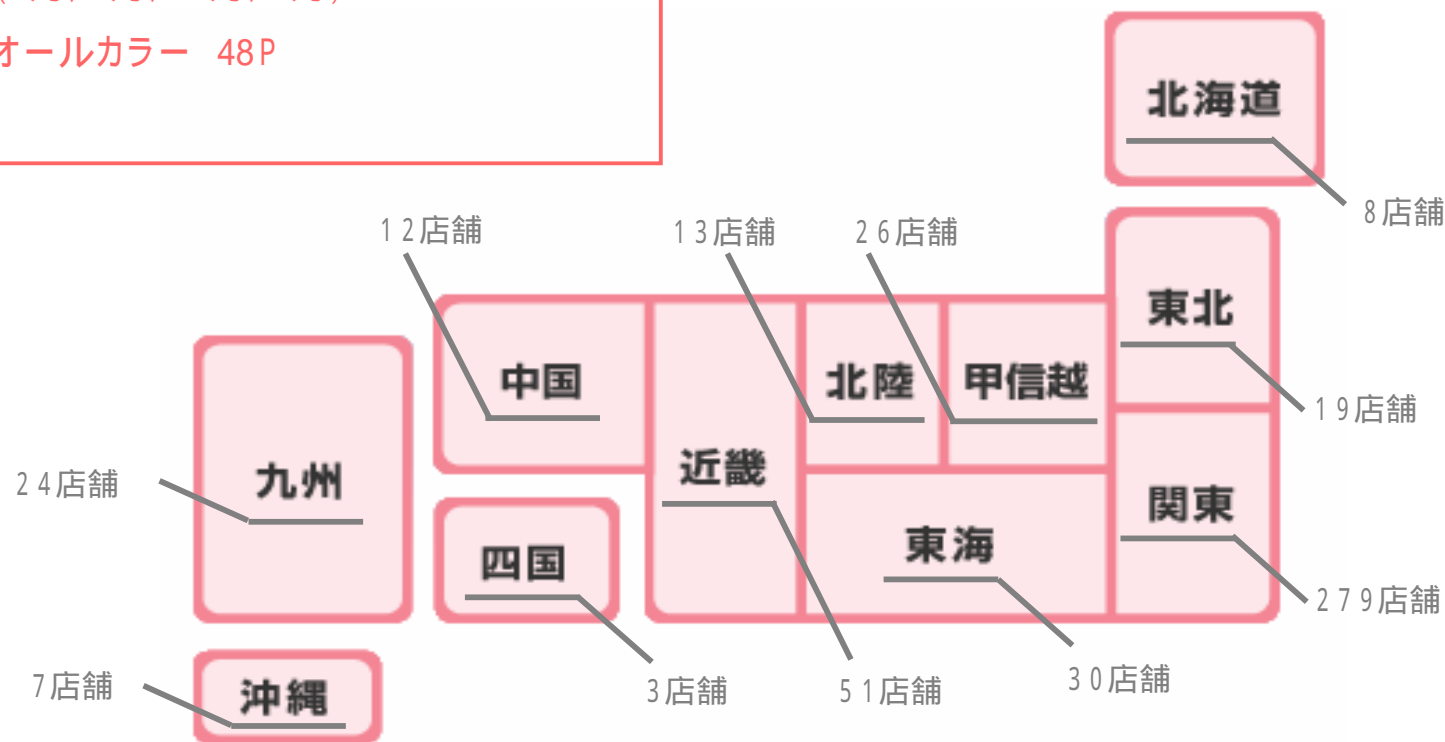 オールカラー 48P
北海道
8店舗
12店舗
13店舗
26店舗
東北
中国
北陸
甲信越
19店舗
九州
近畿
24店舗
関東
四国
東海
279店舗
7店舗
沖縄
3店舗
51店舗
30店舗